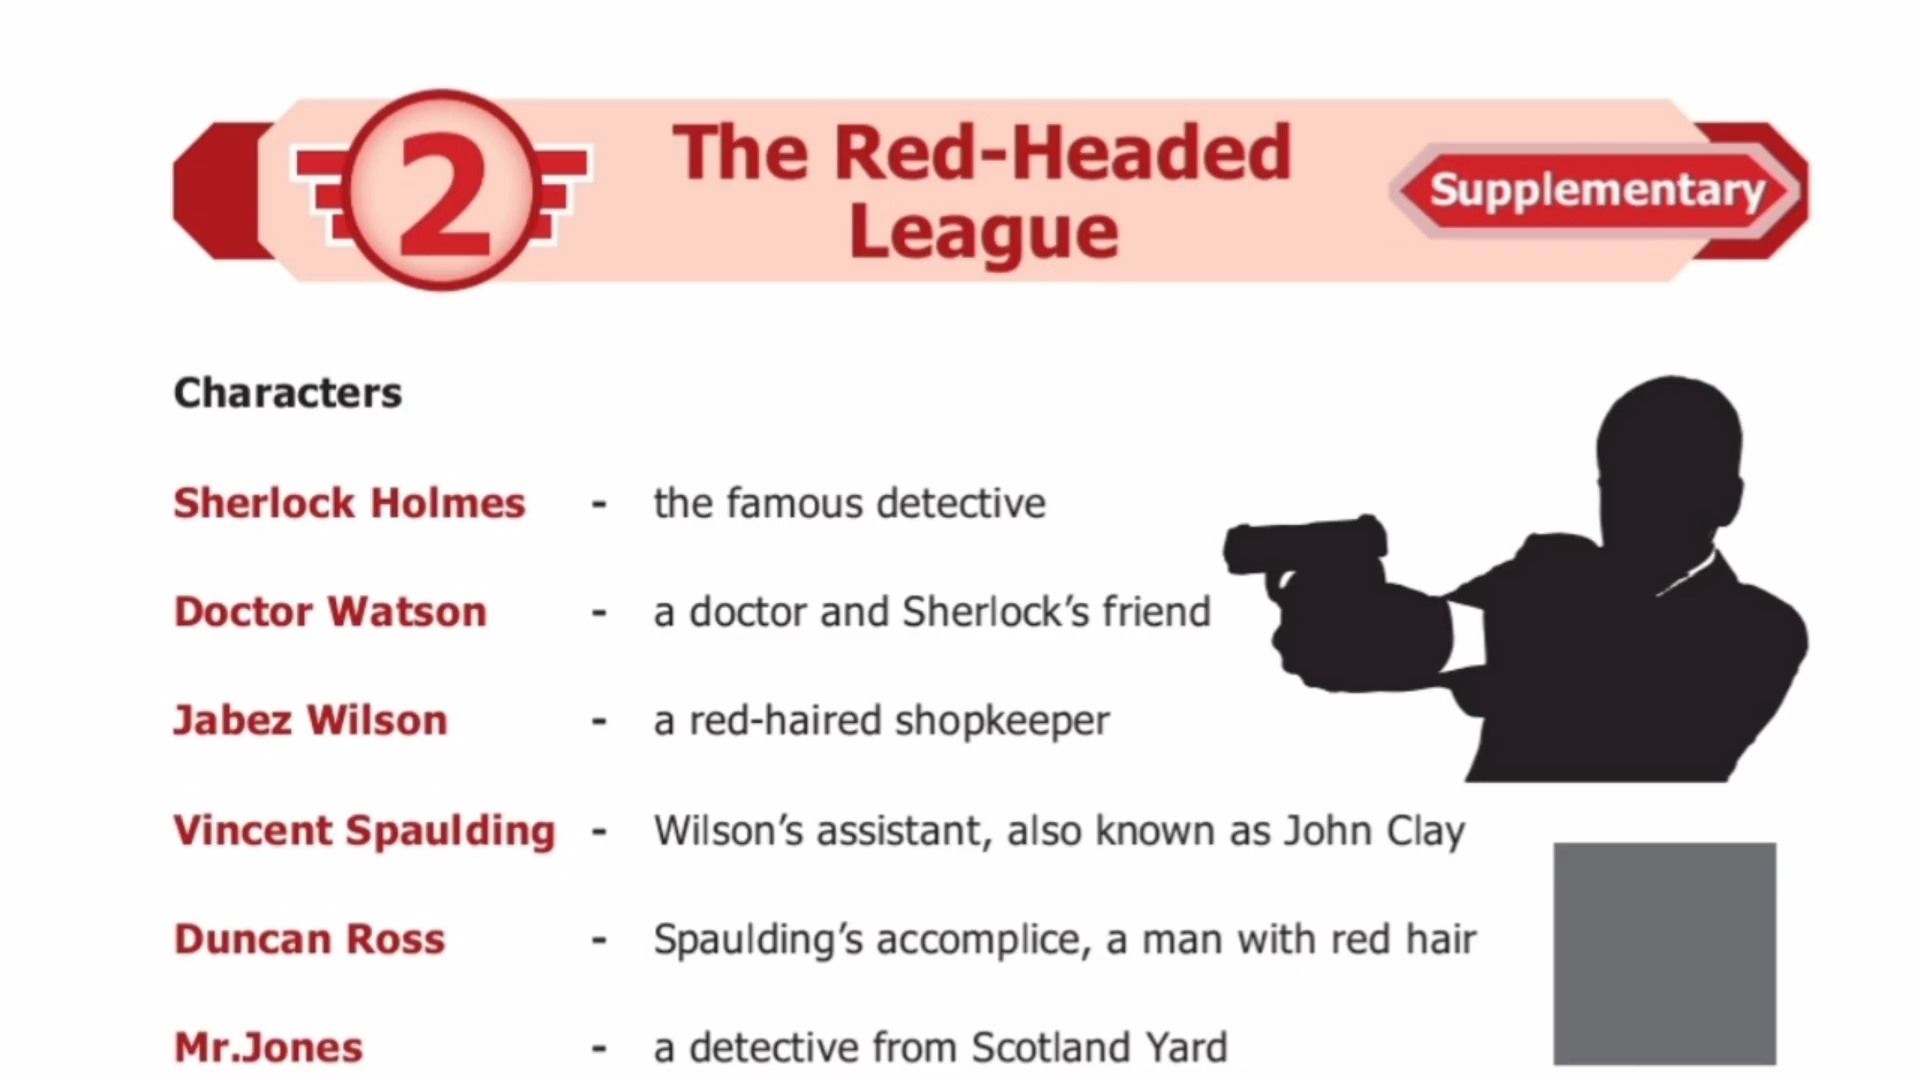 2
The Red-Headed
League
Supplementary
Characters
Sherlock Holmes - the famous detective
Doctor Watson - a doctor and Sherlock’s friend
Jabez Wilson - a red-haired shopkeeper
Vincent Spaulding - Wilson’s assistant, also known as John Clay
Duncan Ross - Spaulding’s accomplice, a man with red hair
Mr.Jones - a detective from Scotland Yard